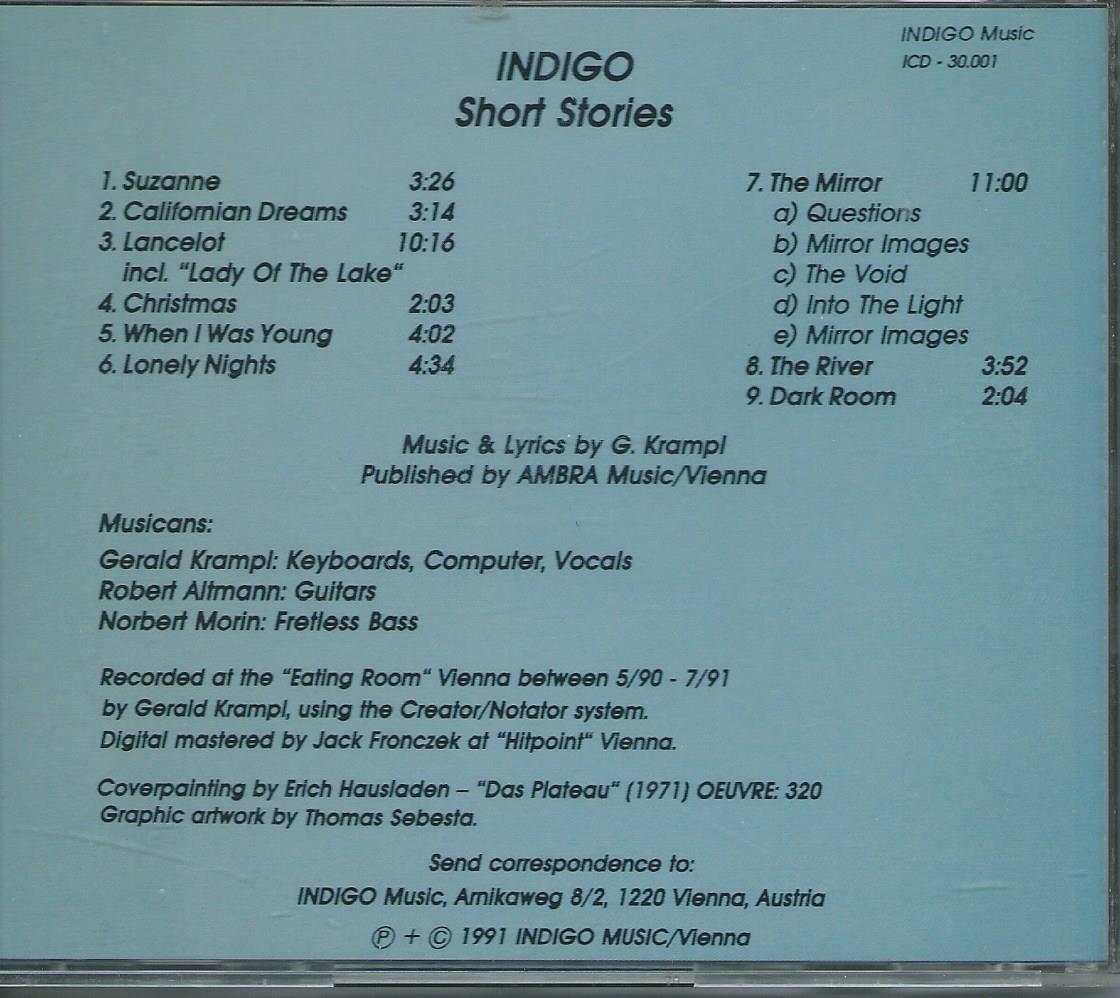 INDIGO Music
ICD - 30.001
INDIGO
Short Stories
1. Suzanne 3:26
2. Californian Dreams 3:14
3. Lancelot 10:16
incl. “Lady Of The Lake“
4. Christmas 2:03
5. When I Was Young 4:02
6. Lonely Nights 4:34
7. The Mirror 11:00
a) Questions
b) Mirror Images
c) The Void
d) Into The Light
e) Mirror Images
8. The River 3:52
9. Dark Room 2:04
Music & Lyrics by G. Krampl
Published by AMBRA Music/Vienna
Musicans:
Gerald Krampl: Keyboards, Computer, Vocals
Robert Altmann: Guitars
Norbert Morin: Fretless Bass
Recorded at the “Eating Room“ Vienna between 5/90 - 7/91
by Gerald Krampl, using the Creator/Notator system.
Digital mastered by Jack Fronczek at “Hitpoint“ Vienna.
Coverpainting by Erich Hausladen – “Das Plateau“ (1971) OEUVRE: 320
Graphic artwork by Thomas Sebesta.
Send correspondence to:
INDIGO Music, Arnikaweg 8/2, 1220 Vienna, Austria
℗ + © 1991 INDIGO MUSIC/Vienna